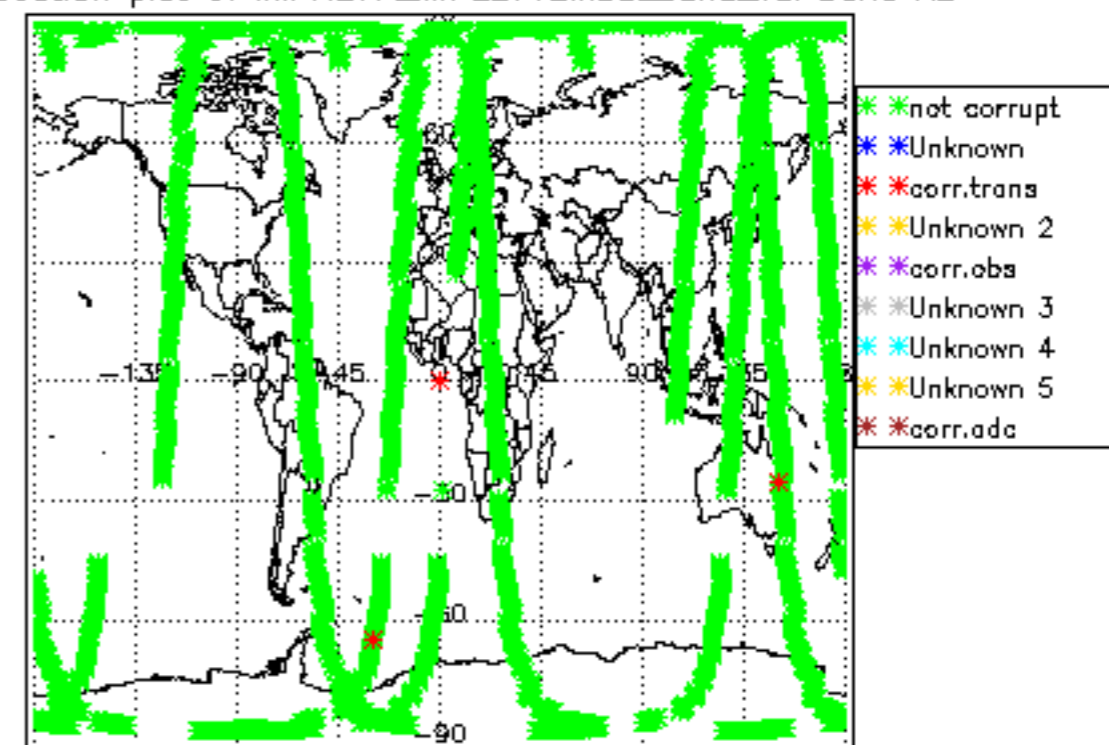 60
-135 -90 -45 45 90 135
-30
-60
-90
not corrupt
Unknown
corr.trans
Unknown 2
corr.obs
Unknown 3
Unknown 4
Unknown 5
corr.adc